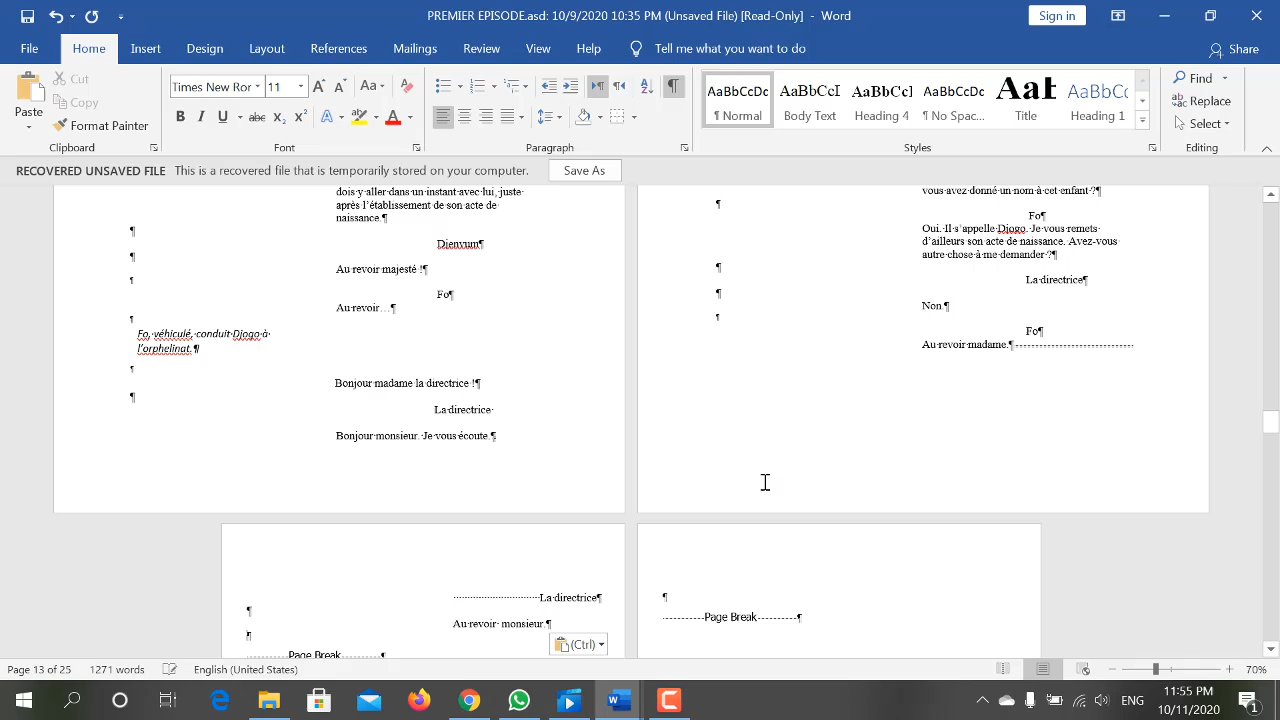 PREMIER EPISODE.asd: 10/9/2020 10:35 PM (Unsaved File) [Read-Only] - Word
Sign in
File Home Insert Design Layout References Mailings Review View Help Tell me what you want to do Share
Paste
Cut
Copy
Format Painter
Clipboard
Times New Ror 11
Font
Paragraph
AaBbCcDc AaBbCcI AaBbCcI AaBbCcDc AaBl AaBbCc
¶ Normal Body Text Heading 4 ¶ No Spac... Title Heading 1
Styles
Find
Replace
Select
Editing
RECOVERED UNSAVED FILE This is a recovered file that is temporarily stored on your computer. Save As
dois·y·aller·dans·un·instant·avec·lui,·juste·
après·l'établissement·de·son·acte·de·
naissance.¶
¶
Dienyum¶
¶
Au·revoir·majesté·!¶
¶
Fo¶
Au·revoir…¶
¶
Fo,·véhiculé,·conduit·Djogo·à·
l'orphelinat.¶
¶
Bonjour madame la directrice !¶
¶
La·directrice·
Bonjour·monsieur.·Je·vous·écoute.¶
vous·avez·donné·un·nom·à·cet·enfant·?¶
¶
Fo¶
Oui.·Il·s'appelle·Djogo.·Je·vous·remets·
d'ailleurs·son·acte·de·naissance.·Avez-vous·
autre·chose·à·me·demander·?¶
¶
La·directrice¶
¶
Non.¶
¶
Fo¶
Au·revoir·madame.¶
La·directrice¶
¶
Au·revoir· monsieur.¶
¶
Page Break ¶
(Ctrl)
¶
Page Break ¶
Page 13 of 25 1271 words English (United States) 70%
W
ENG
11:55 PM
10/11/2020
1